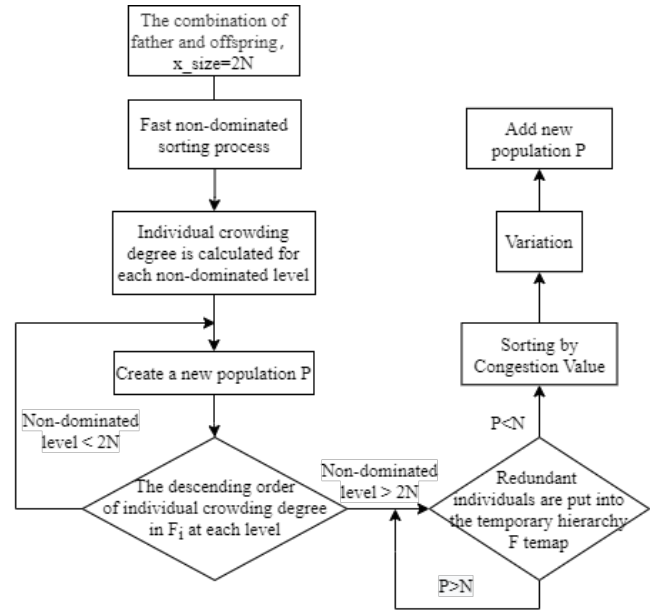 The combination of
father and offspring,
x_size=2N
Fast non-dominated
sorting process
Individual crowding
degree is calculated for
each non-dominated level
Create a new population P
Non-dominated
level < 2N
The descending order
of individual crowding degree
in Fi at each level
Non-dominated
level > 2N
Redundant
individuals are put into
the temporary hierarchy
F temap
P>N
P<N
Sorting by
Congestion Value
Variation
Add new
population P